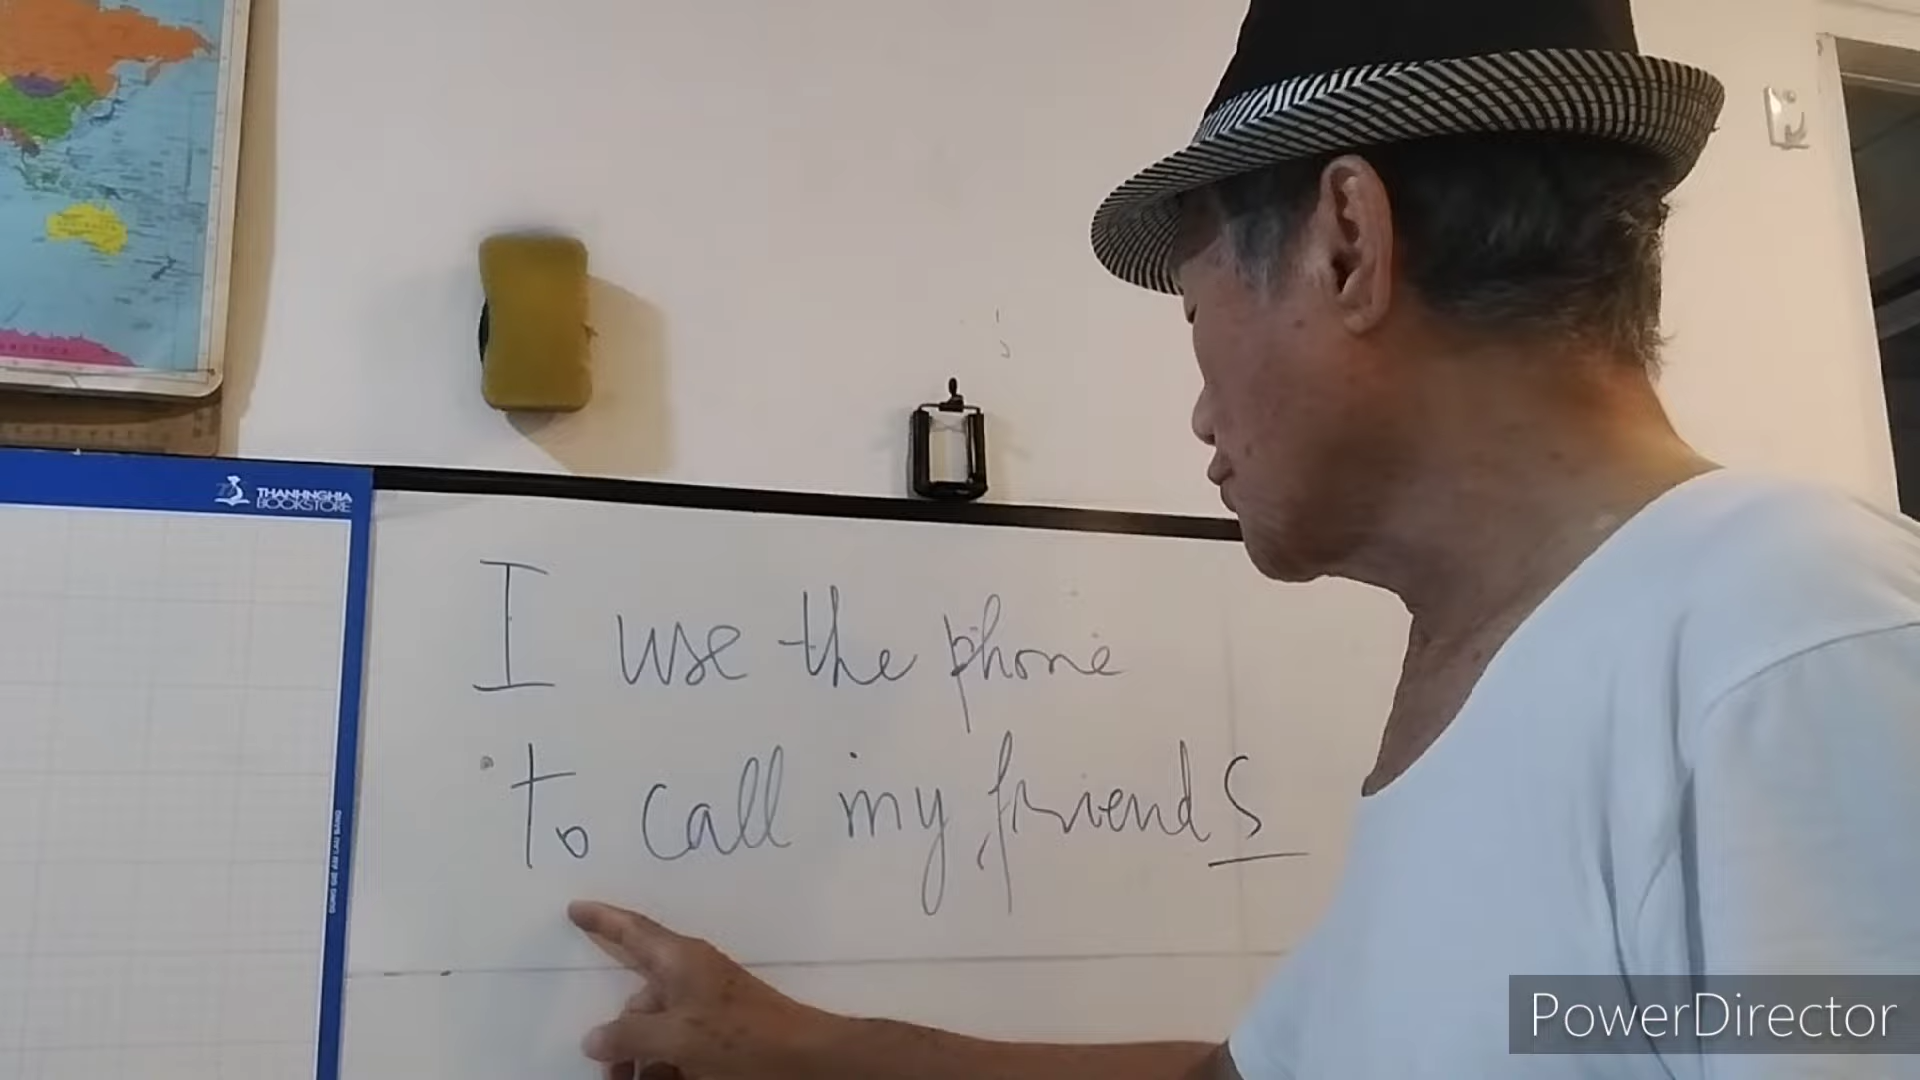 THANHNGHIA
BOOKSTORE
I use the phone
to call my friends
PowerDirector